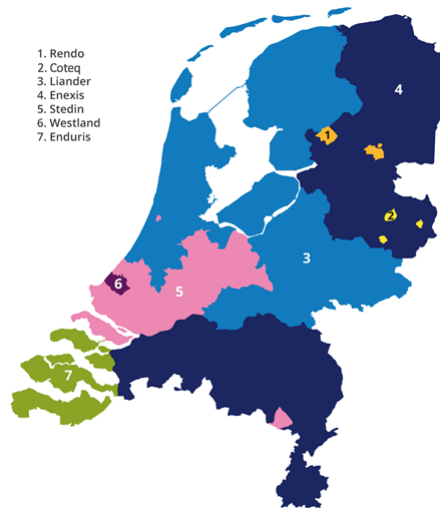 1. Rendo
2. Coteq
3. Liander
4. Enexis
5. Stedin
6. Westland
7. Enduris
4
1
2
3
6
5
7